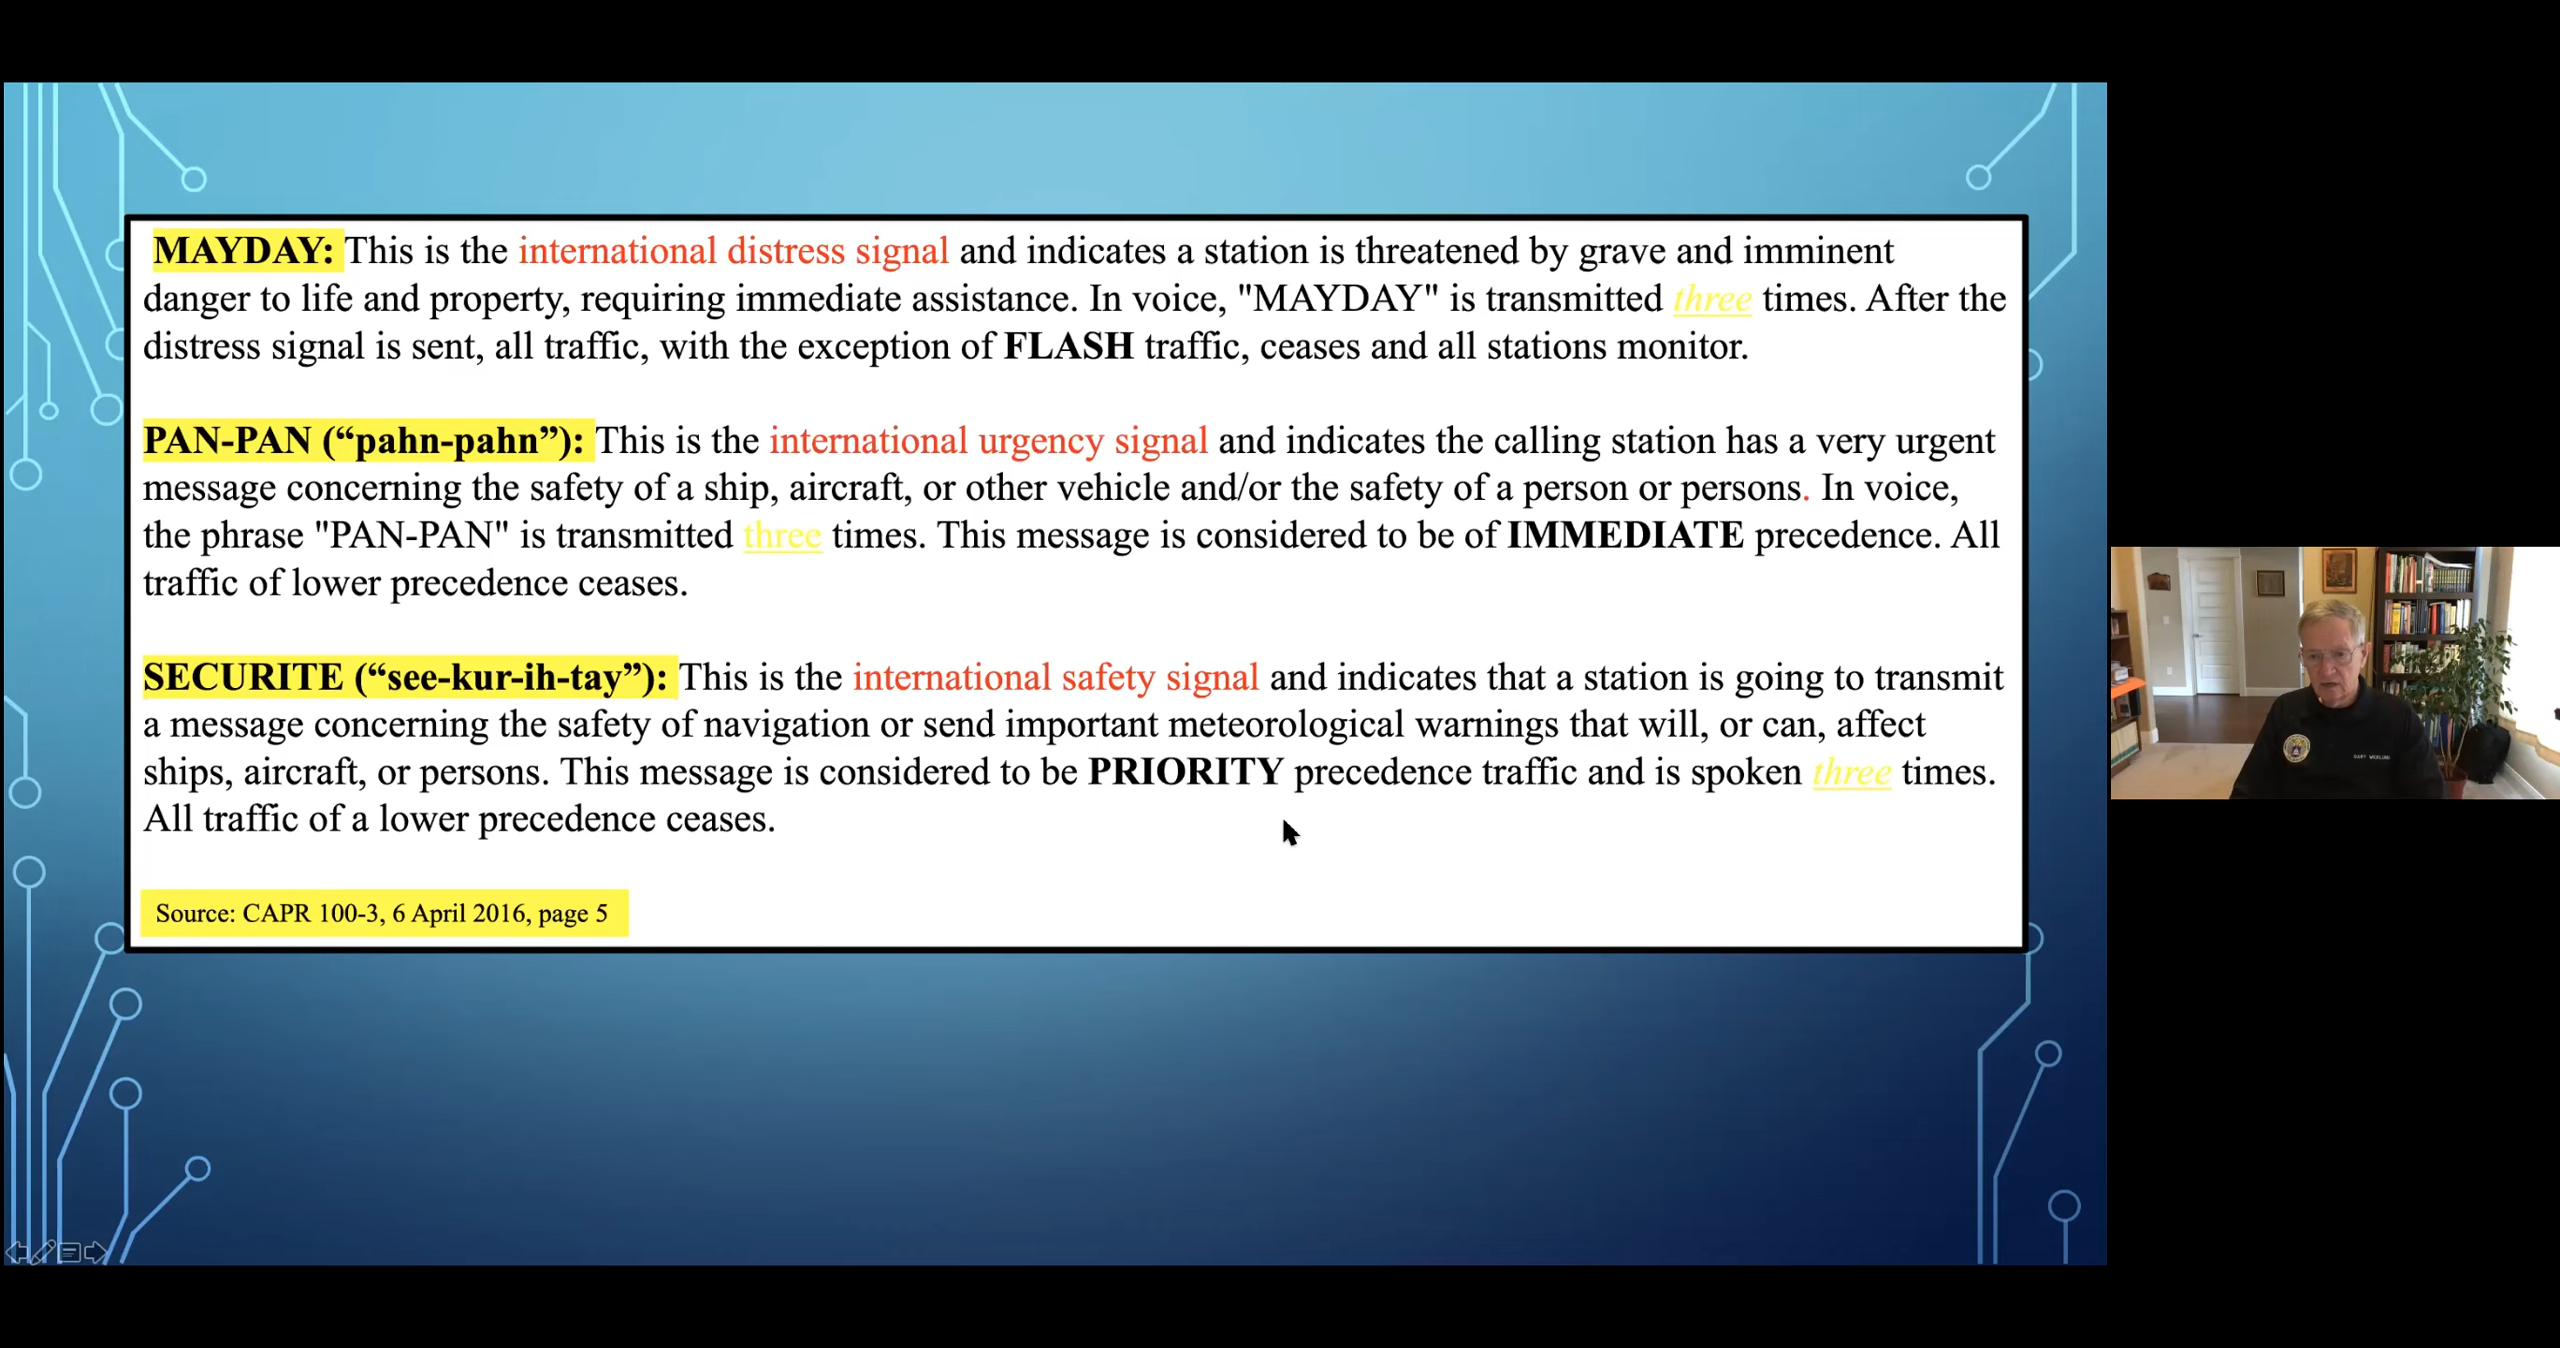 MAYDAY: This is the international distress signal and indicates a station is threatened by grave and imminent
danger to life and property, requiring immediate assistance. In voice, "MAYDAY" is transmitted three times. After the
distress signal is sent, all traffic, with the exception of FLASH traffic, ceases and all stations monitor.
PAN-PAN (“pahn-pahn”): This is the international urgency signal and indicates the calling station has a very urgent
message concerning the safety of a ship, aircraft, or other vehicle and/or the safety of a person or persons. In voice,
the phrase "PAN-PAN" is transmitted three times. This message is considered to be of IMMEDIATE precedence. All
traffic of lower precedence ceases.
SECURITE (“see-kur-ih-tay”): This is the international safety signal and indicates that a station is going to transmit
a message concerning the safety of navigation or send important meteorological warnings that will, or can, affect
ships, aircraft, or persons. This message is considered to be PRIORITY precedence traffic and is spoken three times.
All traffic of a lower precedence ceases.
Source: CAPR 100-3, 6 April 2016, page 5